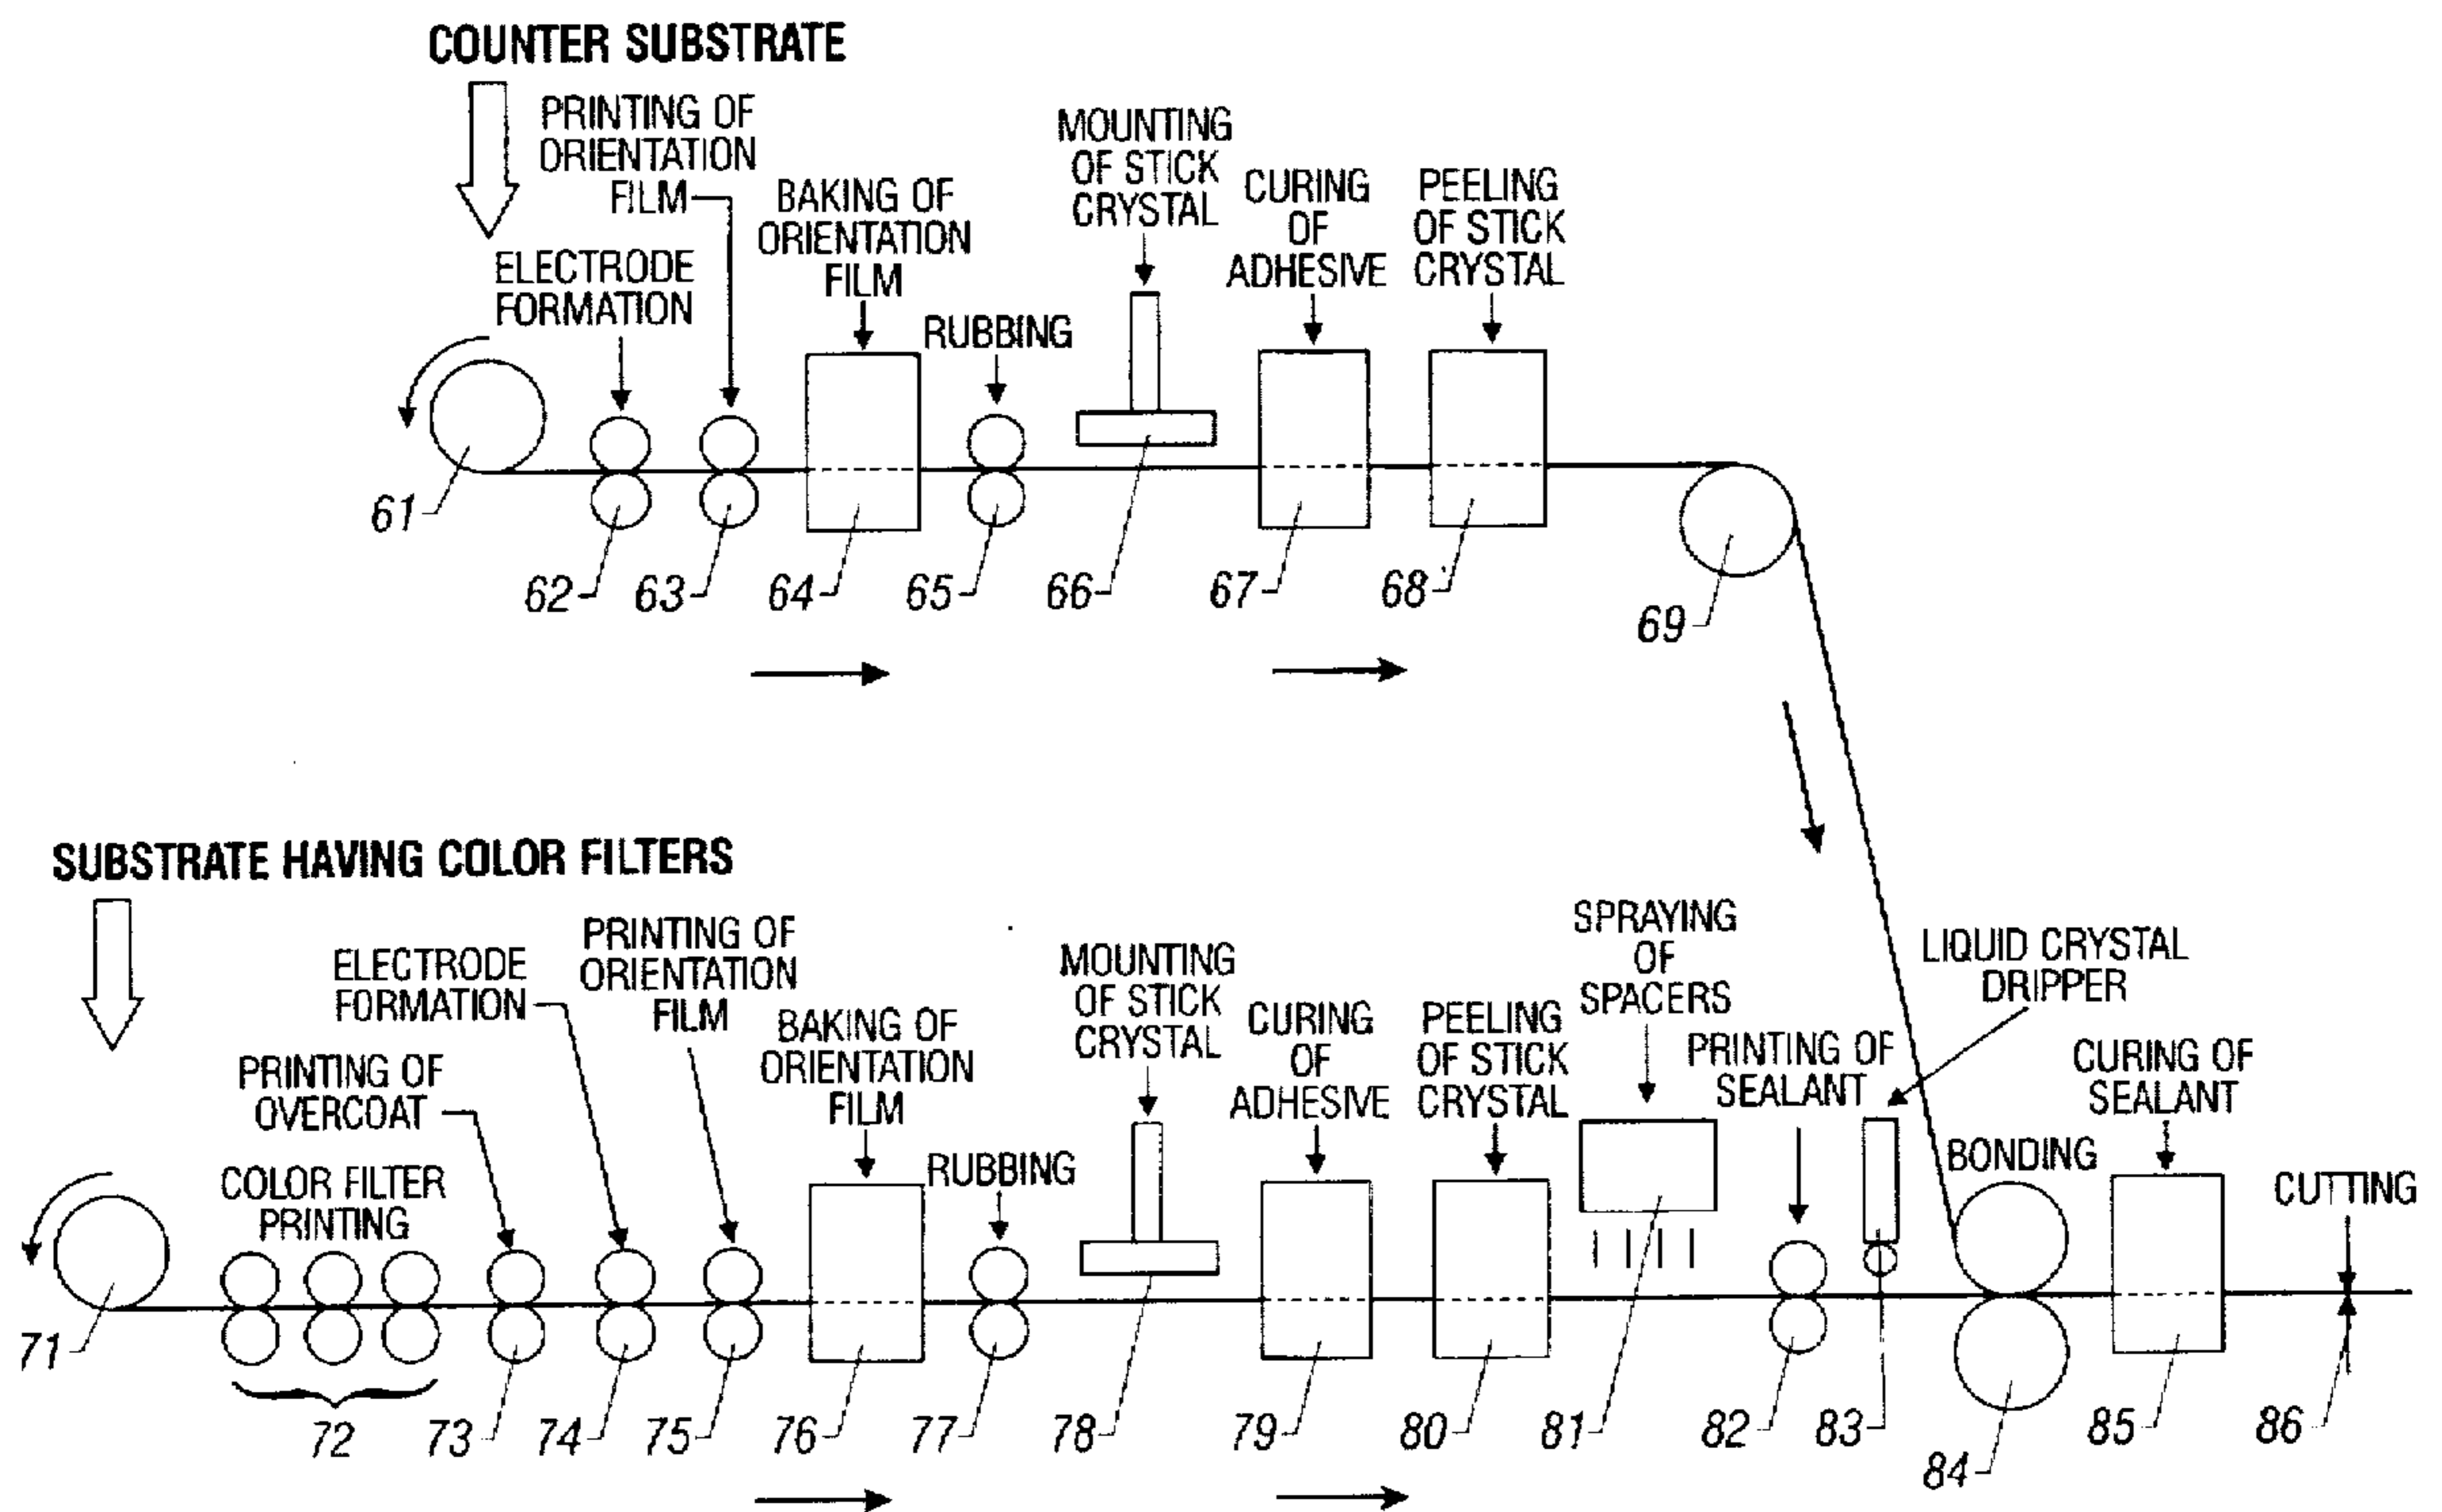 COUNTER SUBSTRATE
PRINTING OF
ORIENTATION
FILM
ELECTRODE
FORMATION
BAKING OF
ORIENTATION
FILM
RUBBING
MOUNTING
OF STICK
CRYSTAL
CURING
OF
ADHESIVE
PEELING
OF STICK
CRYSTAL
61
62
63
64
65
66
67
68
69
SUBSTRATE HAVING COLOR FILTERS
COLOR FILTER
PRINTING
PRINTING OF
OVERCOAT
ELECTRODE
FORMATION
PRINTING OF
ORIENTATION
FILM
BAKING OF
ORIENTATION
FILM
RUBBING
MOUNTING
OF STICK
CRYSTAL
CURING
OF
ADHESIVE
PEELING
OF STICK
CRYSTAL
SPRAYING
OF
SPACERS
PRINTING OF
SEALANT
LIQUID CRYSTAL
DRIPPER
BONDING
CURING OF
SEALANT
CUTTING
71
72
73
74
75
76
77
78
79
80
81
82
83
84
85
86